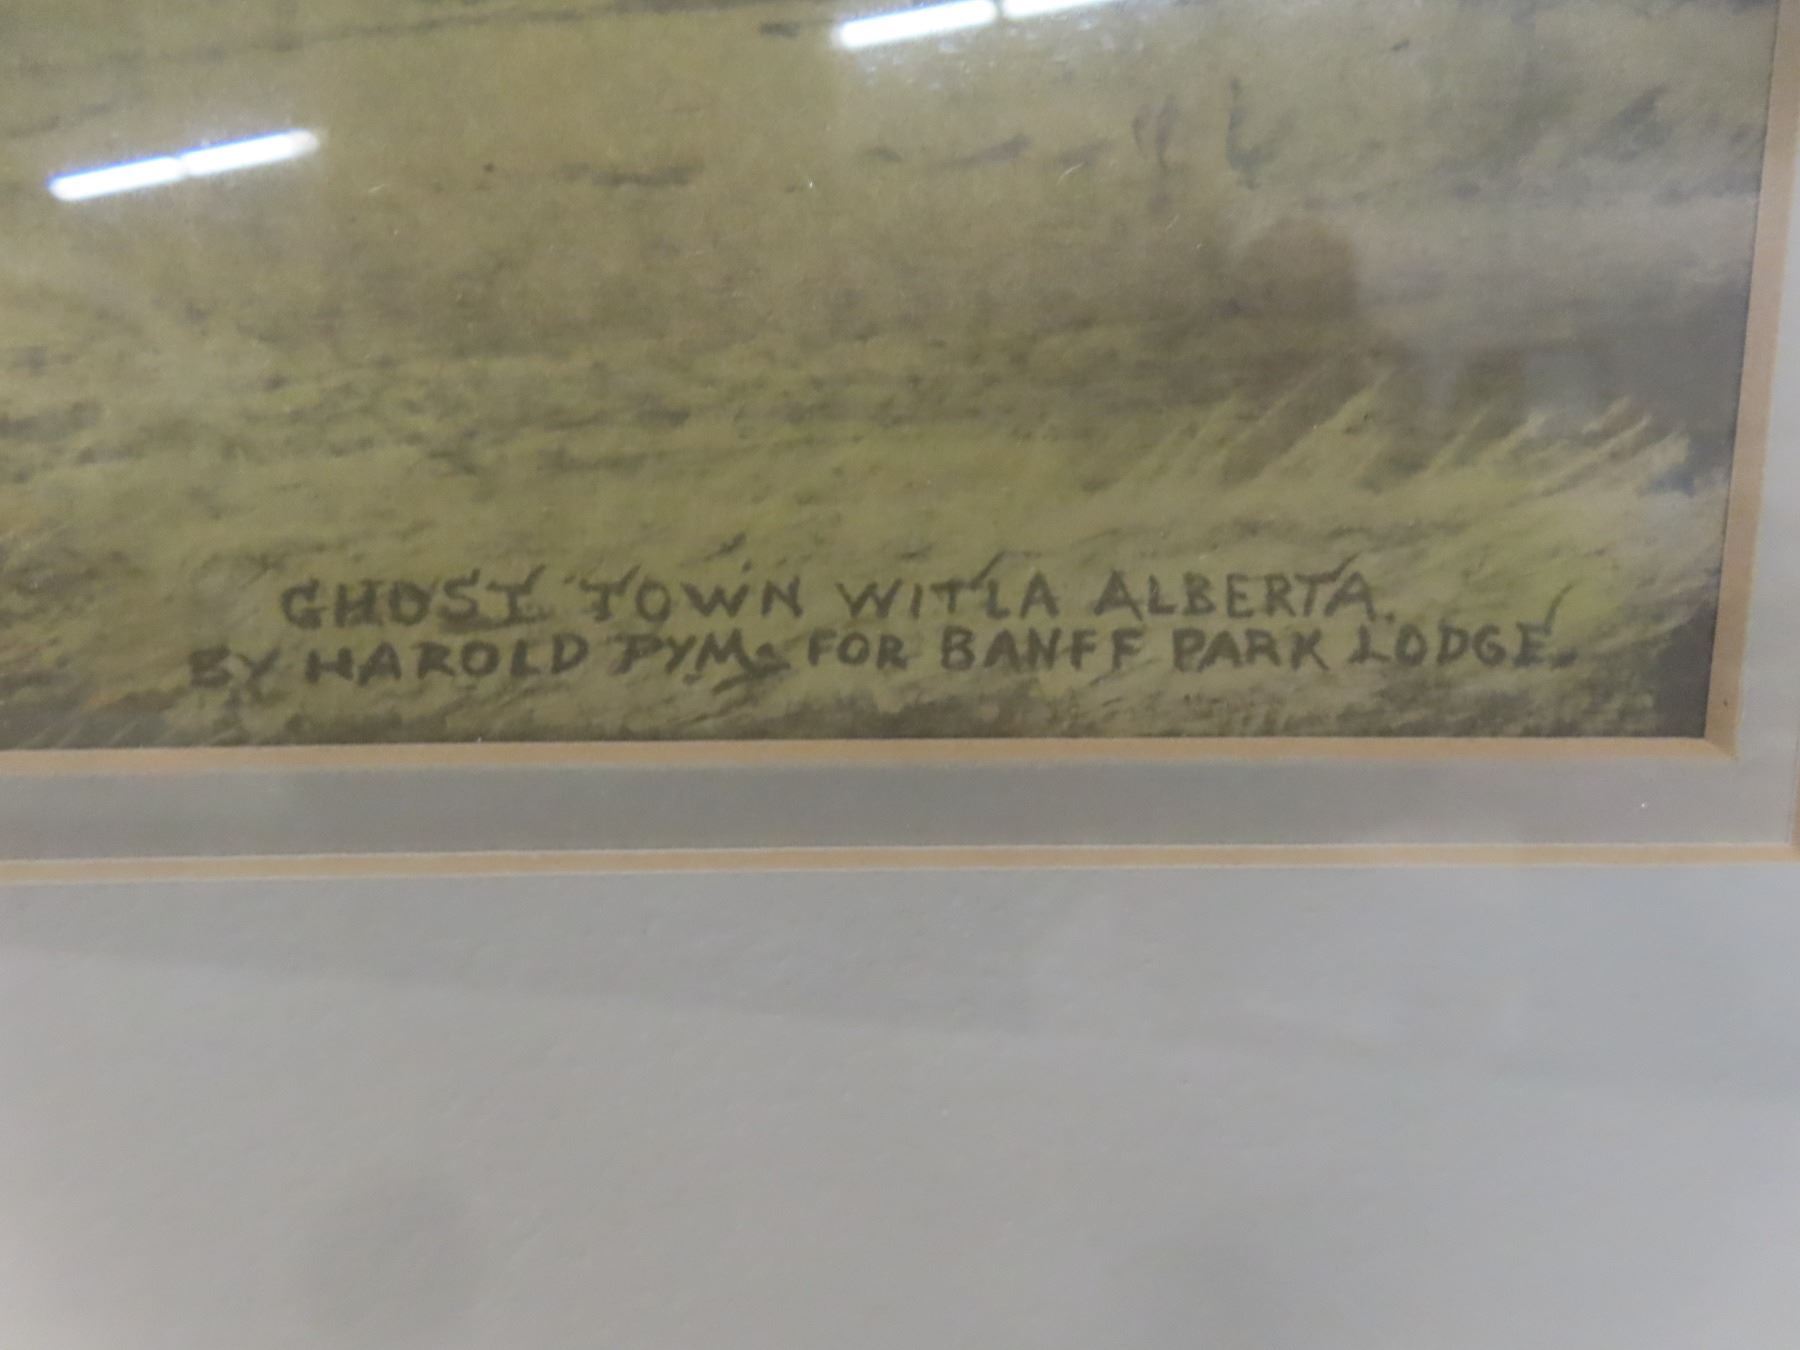 GHOST TOWN WITLA ALBERTA.
BY HAROLD PYM. FOR BANFF PARK LODGE.